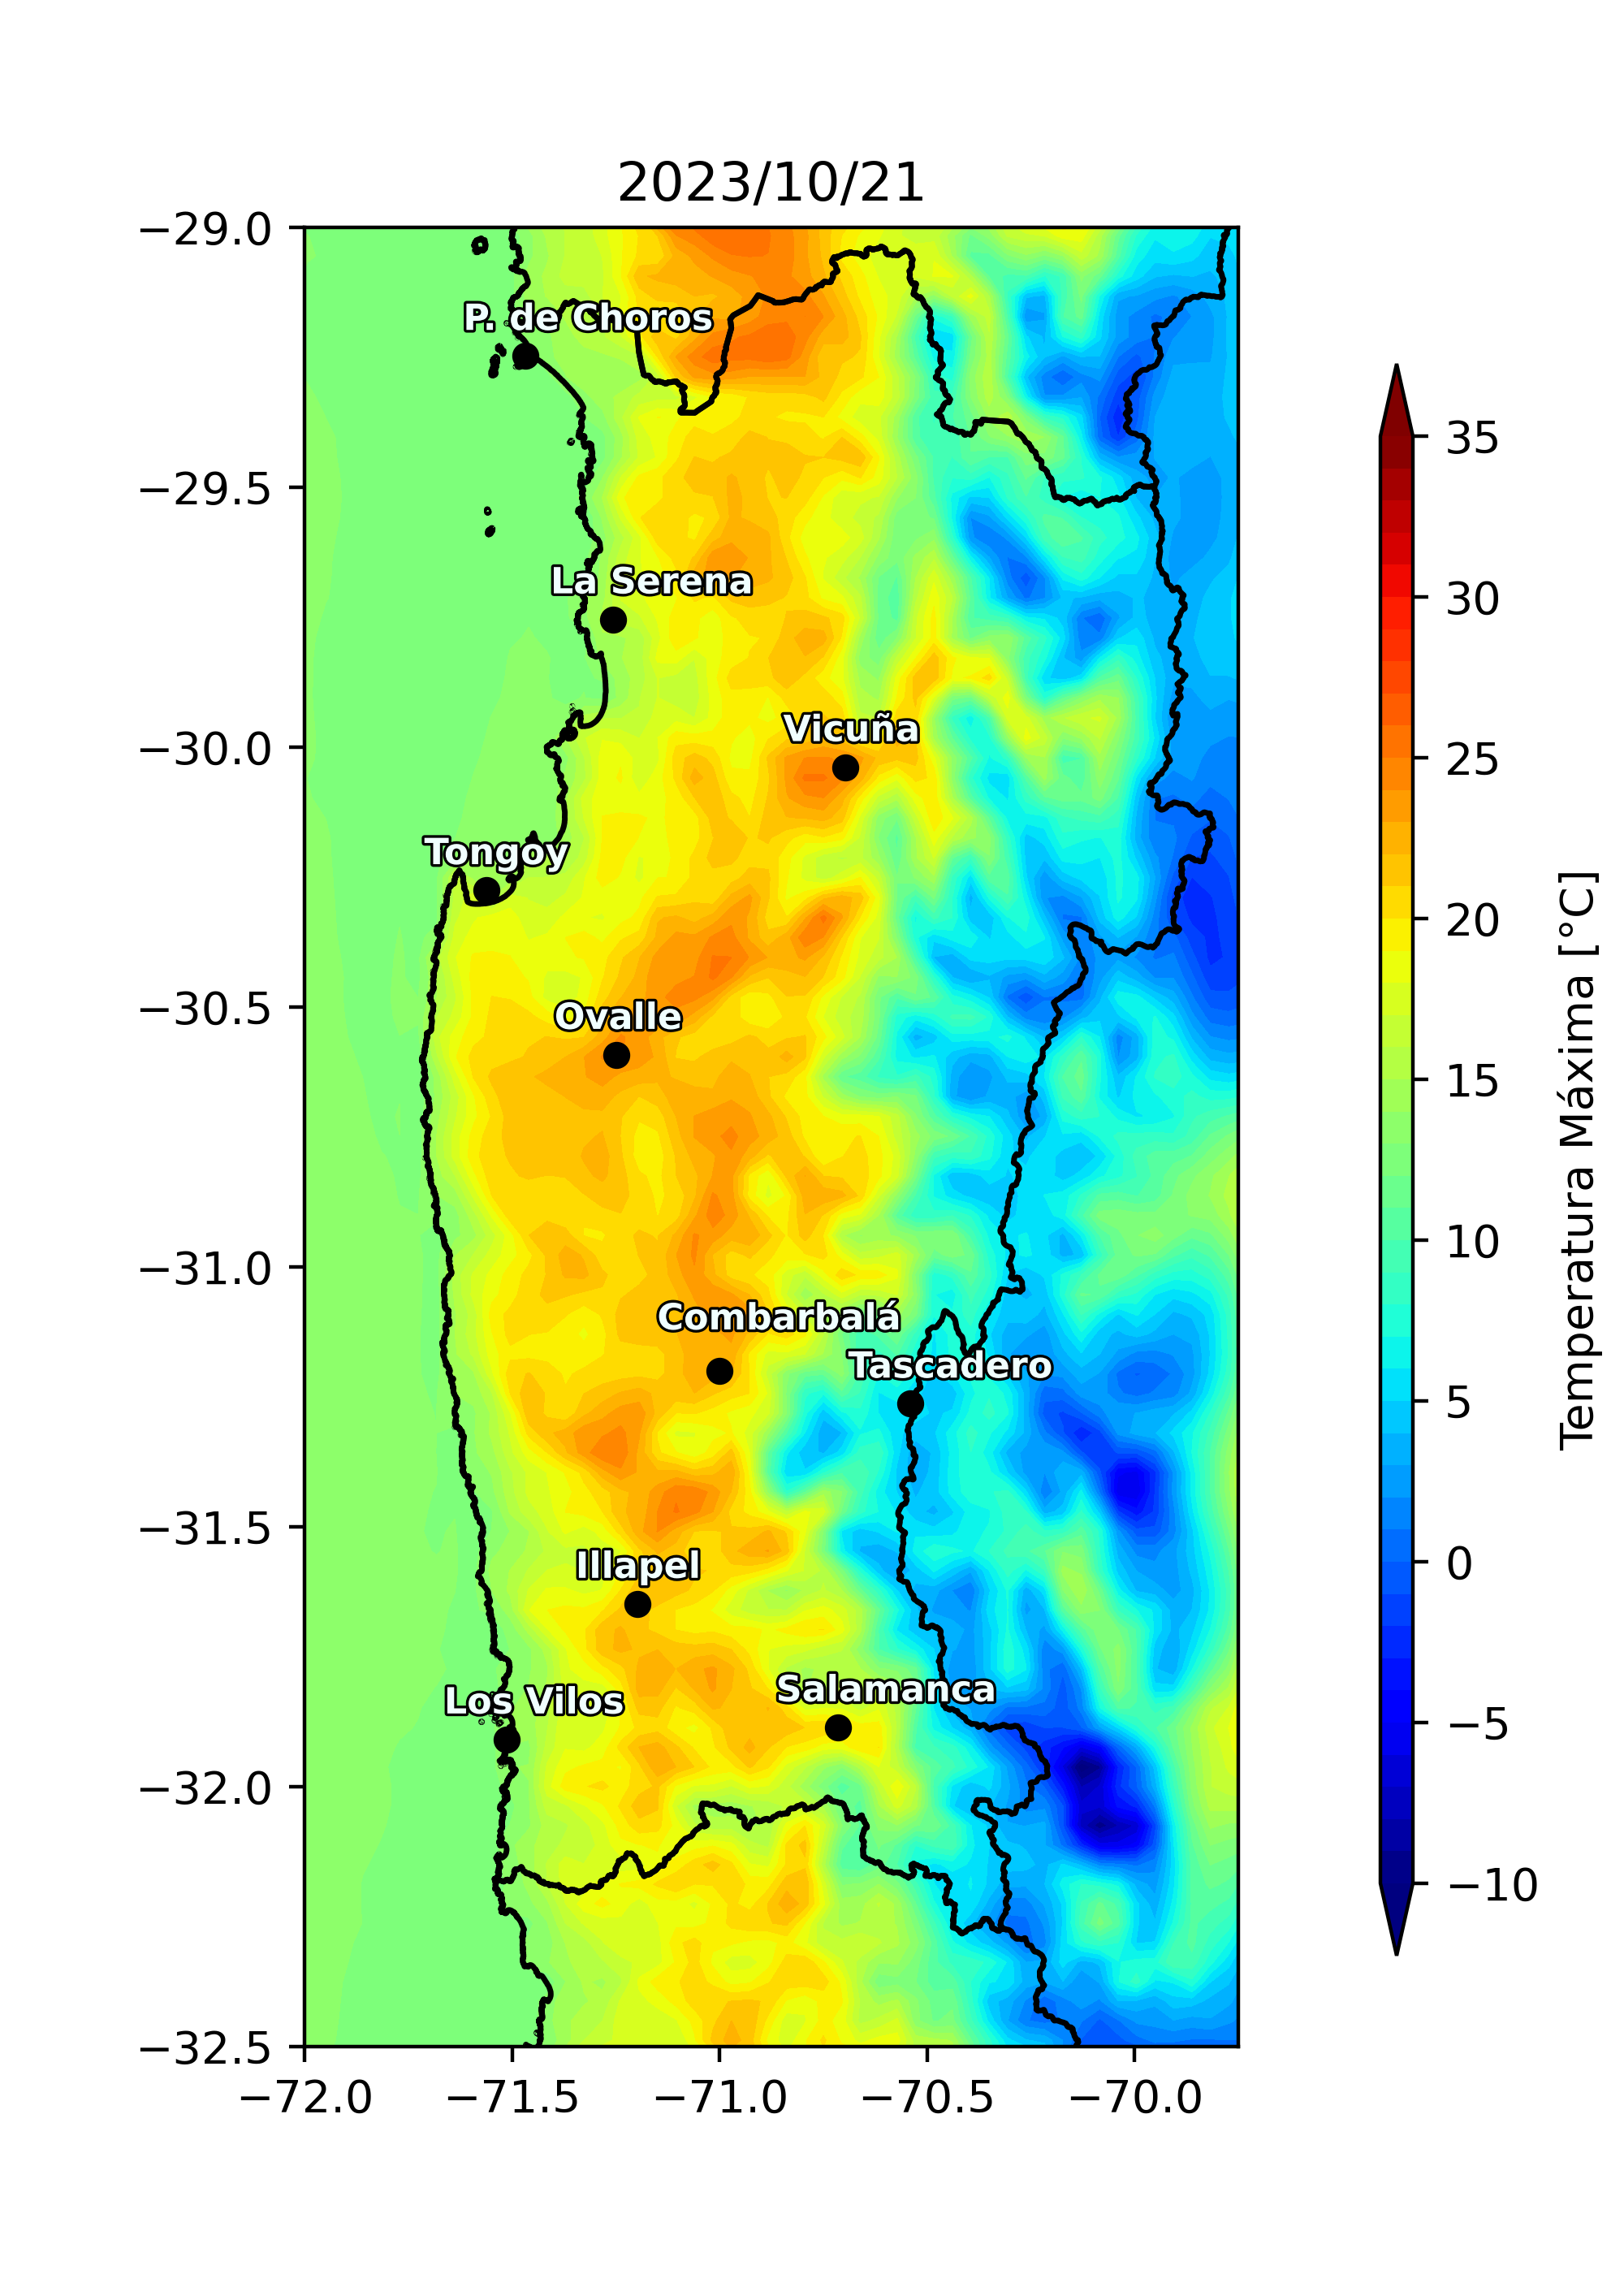 2023/10/21
−29.0
−29.5
−30.0
−30.5
−31.0
−31.5
−32.0
−32.5
−72.0
−71.5
−71.0
−70.5
−70.0
P. de Choros
La Serena
Vicuña
Tongoy
Ovalle
Combarbalá
Tascadero
Illapel
Los Vilos
Salamanca
35
30
25
20
15
10
5
0
−5
−10
Temperatura Máxima [°C]